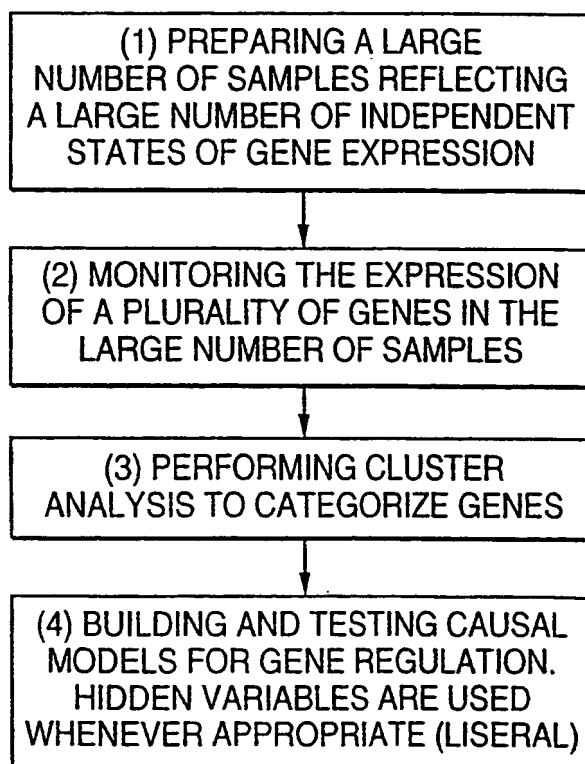 (1) PREPARING A LARGE
NUMBER OF SAMPLES REFLECTING
A LARGE NUMBER OF INDEPENDENT
STATES OF GENE EXPRESSION
(2) MONITORING THE EXPRESSION
OF A PLURALITY OF GENES IN THE
LARGE NUMBER OF SAMPLES
(3) PERFORMING CLUSTER
ANALYSIS TO CATEGORIZE GENES
(4) BUILDING AND TESTING CAUSAL
MODELS FOR GENE REGULATION.
HIDDEN VARIABLES ARE USED
WHENEVER APPROPRIATE (LISERAL)